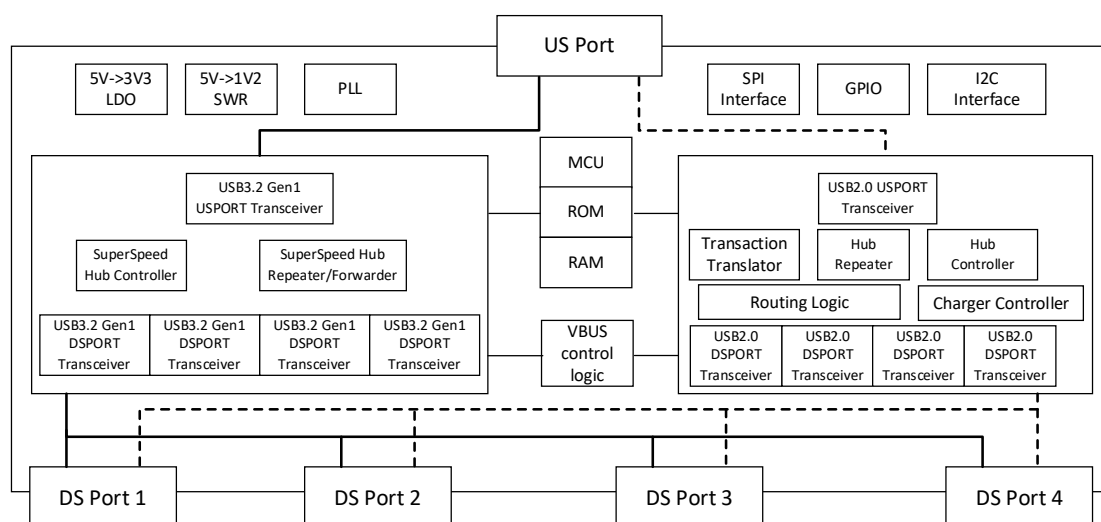 US Port
5V->3V3
LDO
5V->1V2
SWR
PLL
SPI
Interface
GPIO
I2C
Interface
MCU
ROM
RAM
USB3.2 Gen1
USPORT Transceiver
SuperSpeed
Hub Controller
SuperSpeed Hub
Repeater/Forwarder
USB3.2 Gen1
DSPORT
Transceiver
USB3.2 Gen1
DSPORT
Transceiver
USB3.2 Gen1
DSPORT
Transceiver
USB3.2 Gen1
DSPORT
Transceiver
VBUS
control
logic
USB2.0 USPORT
Transceiver
Transaction
Translator
Hub
Repeater
Hub
Controller
Routing Logic
Charger Controller
USB2.0
DSPORT
Transceiver
USB2.0
DSPORT
Transceiver
USB2.0
DSPORT
Transceiver
USB2.0
DSPORT
Transceiver
DS Port 1
DS Port 2
DS Port 3
DS Port 4